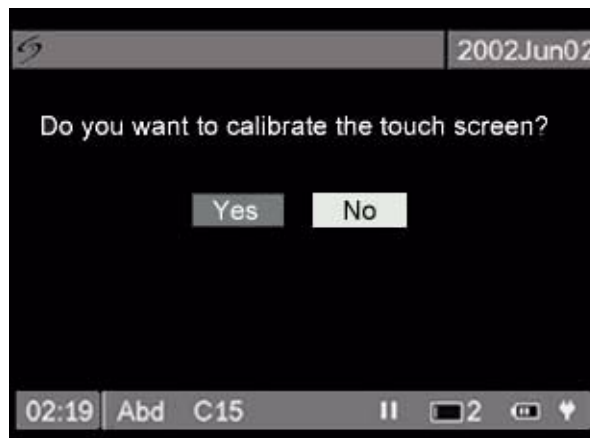 2002Jun02
Do you want to calibrate the touch screen?
Yes No
02:19 Abd C15 2